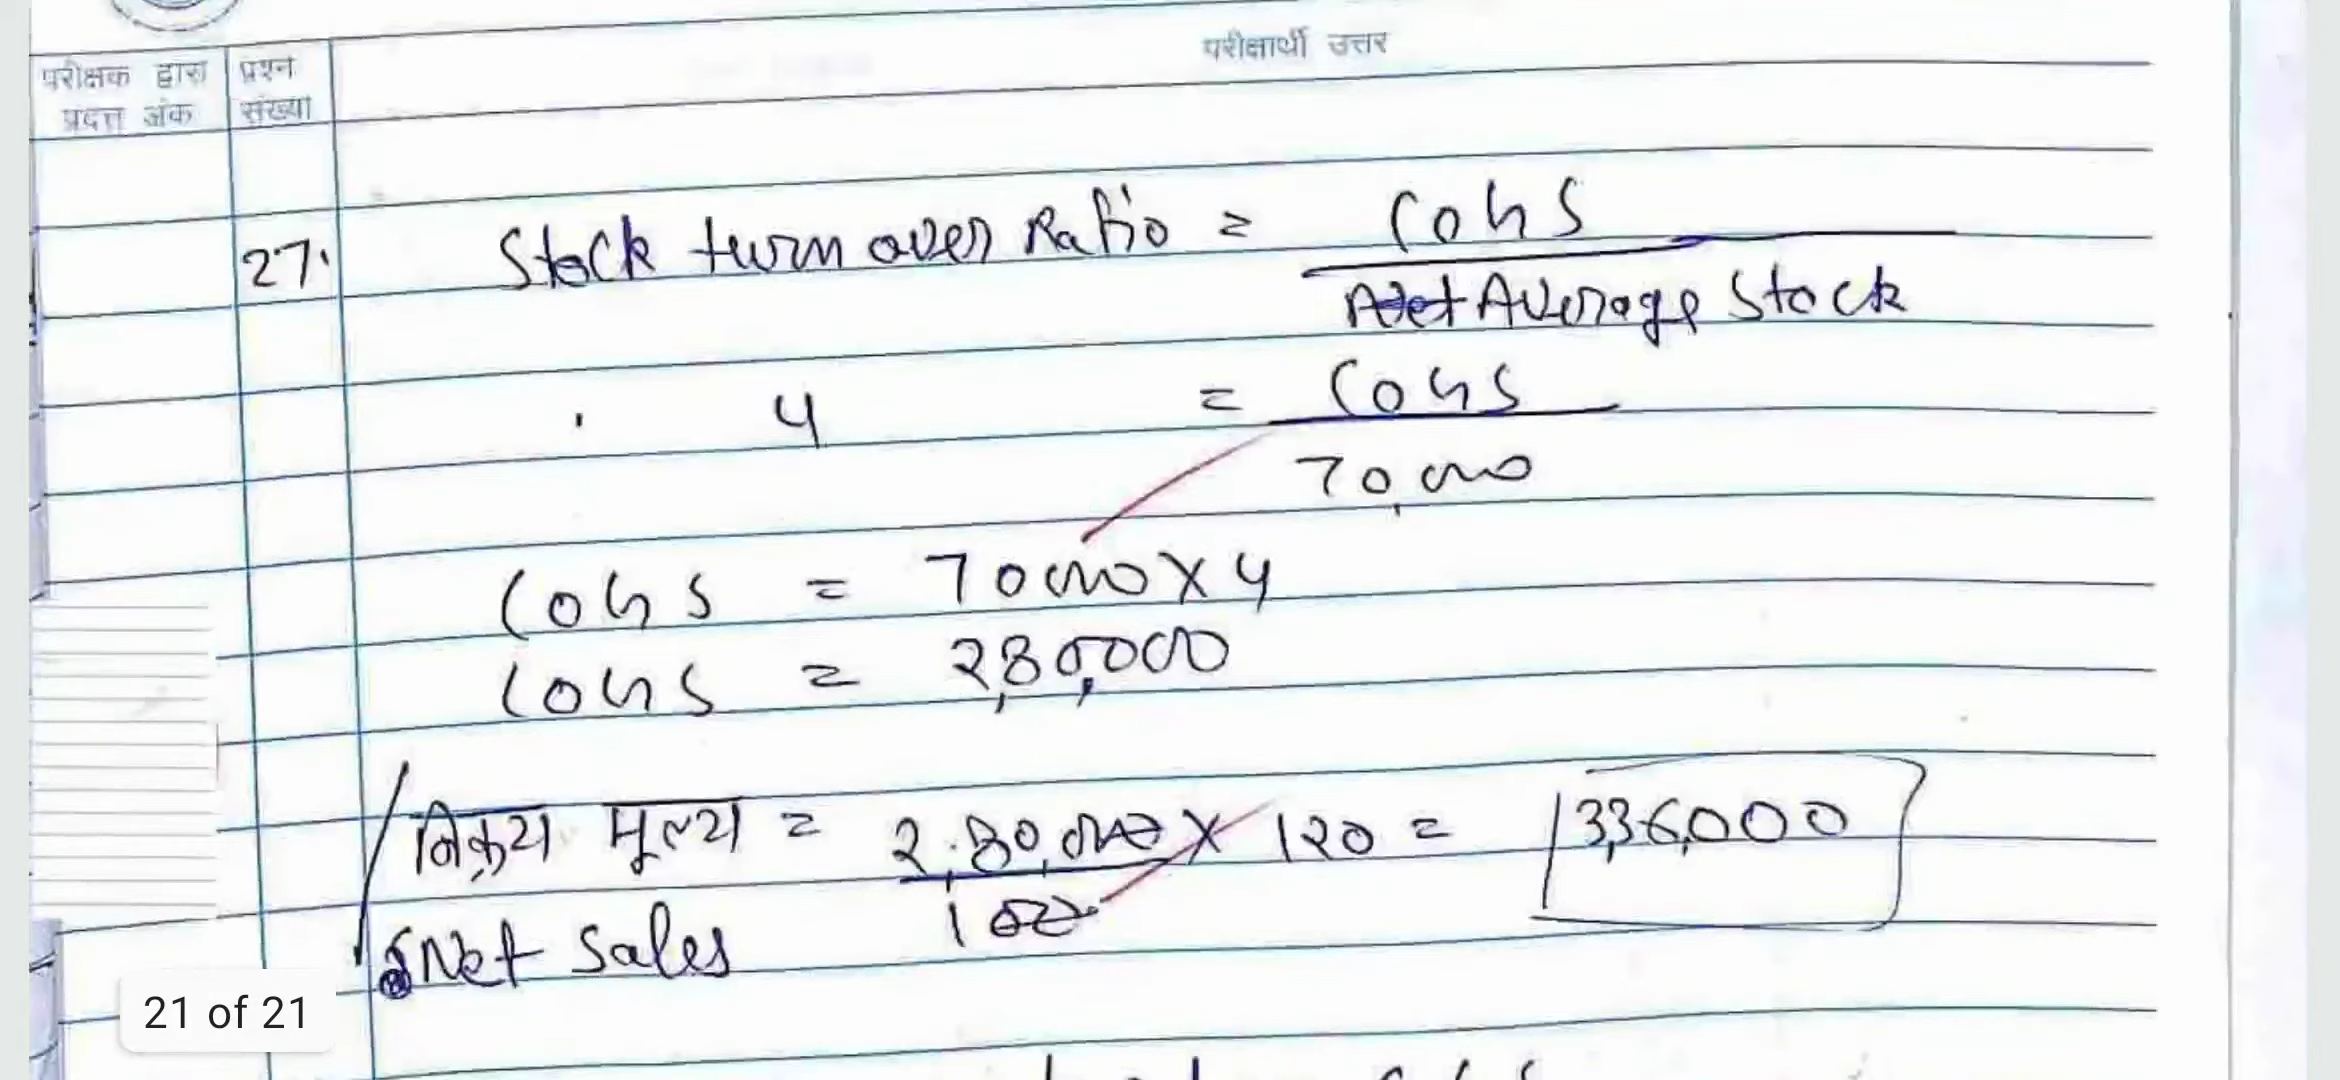 परीक्षार्थी उत्तर
परीक्षक द्वारा प्रदत्त अंक
प्रश्न संख्या
27. Stock turn over Ratio = COGS
Average Stock
4 = COGS
70,000
COGS = 70000 X 4
COGS = 2,80,000
विक्रय मूल्य = 2,80,000 X 120 = 3,36,000
Net Sales 100
21 of 21